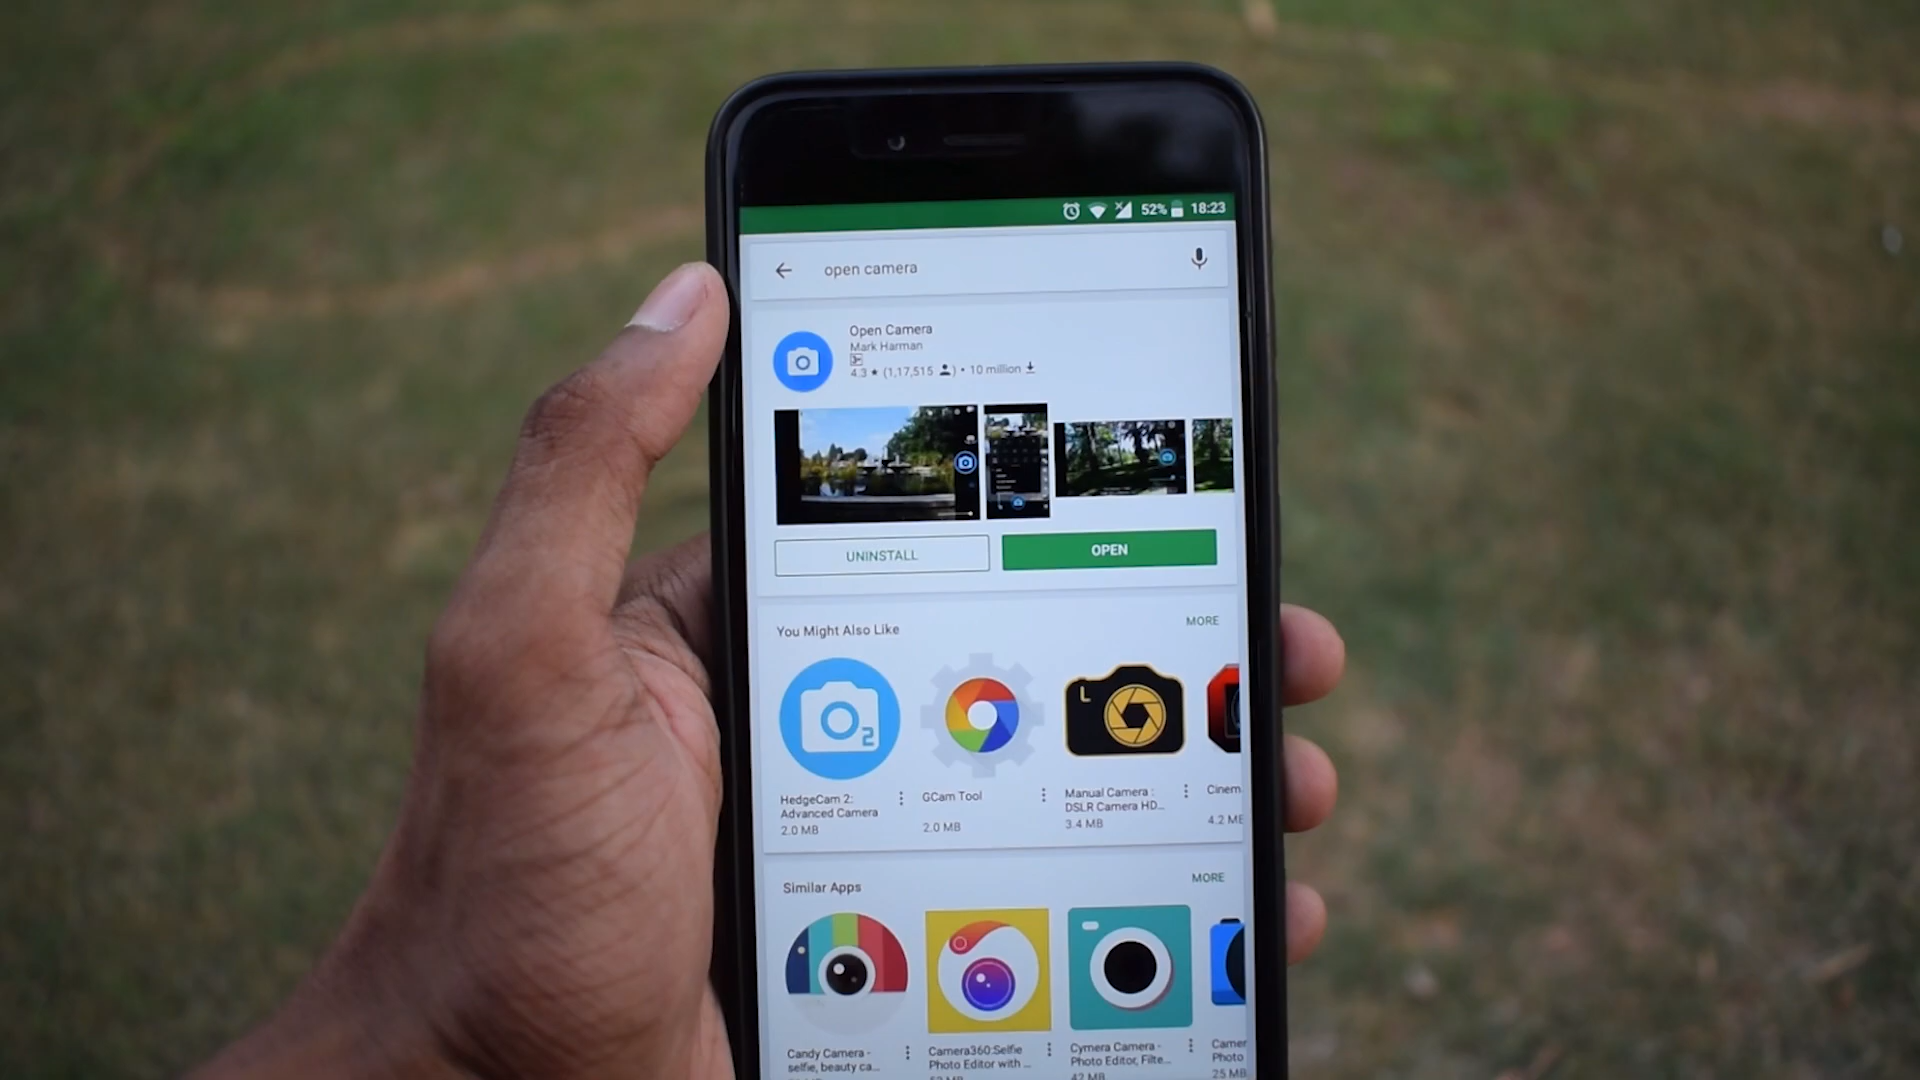 52% 18:23
open camera
Open Camera
Mark Harman
3+
4.3 ★ (1,17,515 ) • 10 million
UNINSTALL
OPEN
You Might Also Like
MORE
HedgeCam 2:
Advanced Camera
2.0 MB
GCam Tool
2.0 MB
Manual Camera :
DSLR Camera HD...
3.4 MB
Cinem
4.2 MB
Similar Apps
MORE
Candy Camera -
selfie, beauty ca...
Camera360:Selfie
Photo Editor with ...
Cymera Camera -
Photo Editor, Filte...
42 MB
Camer
Photo
25 MB